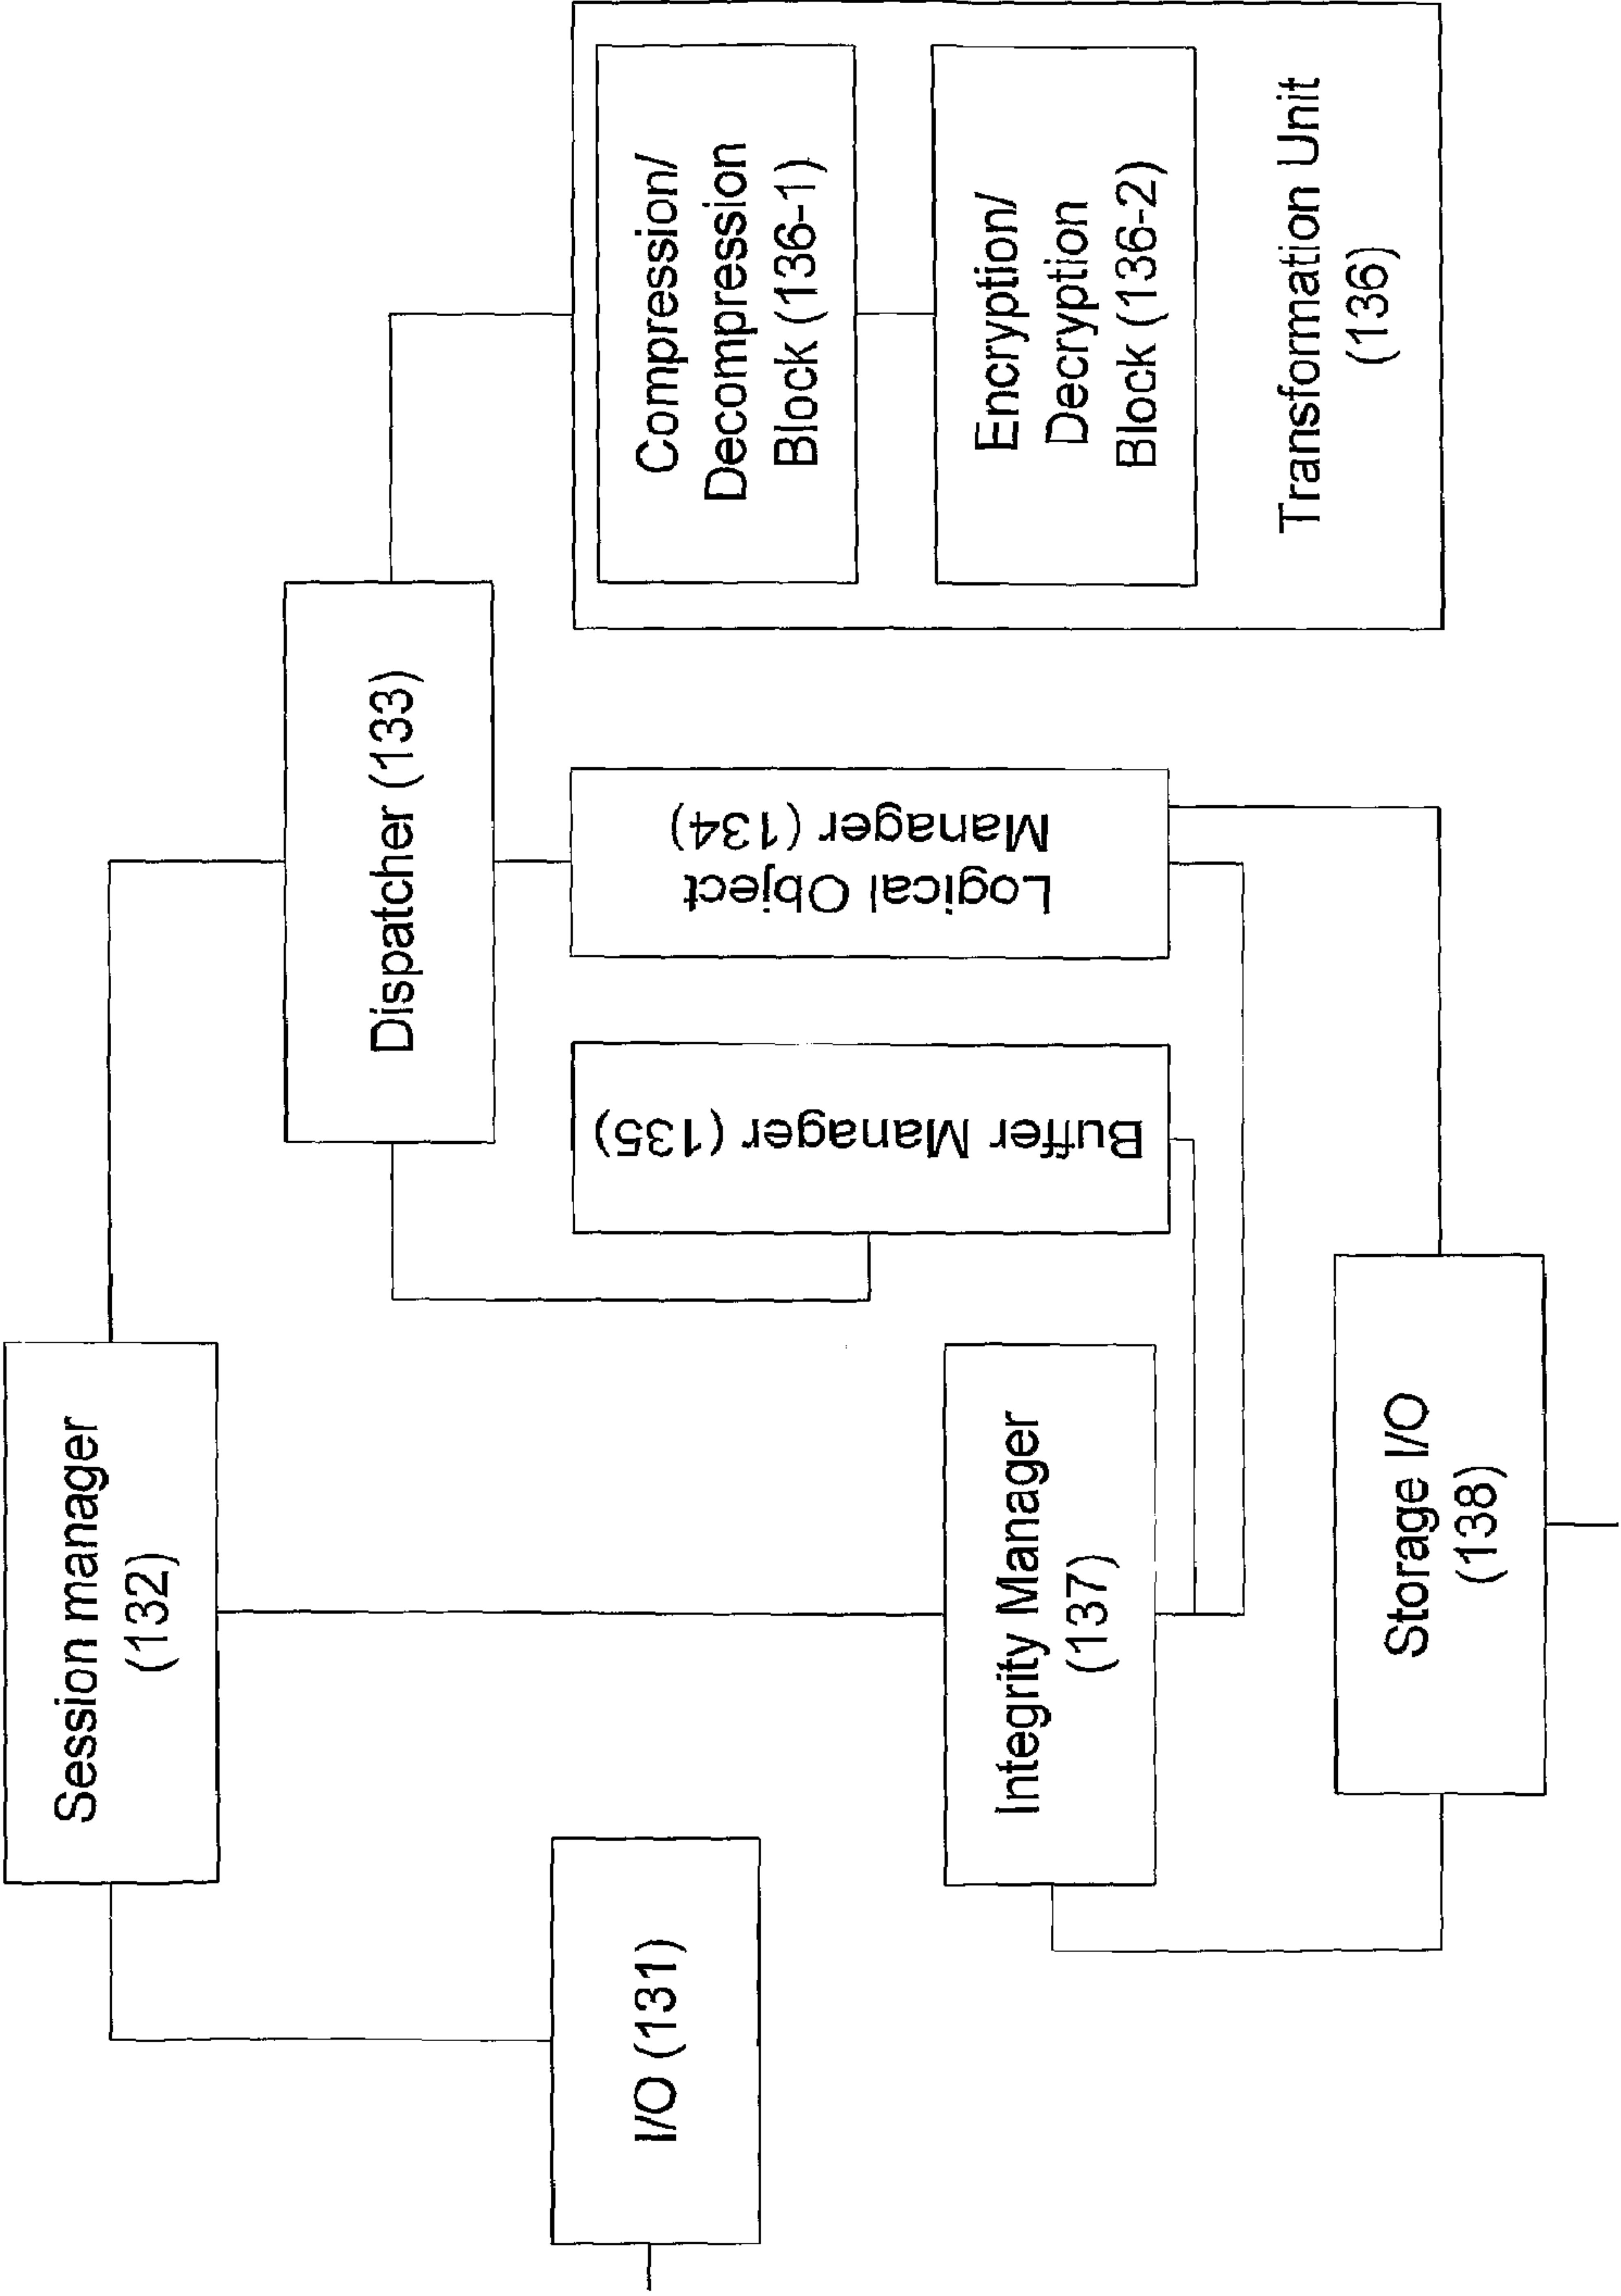 Session manager
(132)
Dispatcher (133)
I/O (131)
Buffer Manager (135)
Logical Object
Manager (134)
Compression/
Decompression
Block (136-1)
Encryption/
Decryption
Block (136-2)
Transformation Unit
(136)
Integrity Manager
(137)
Storage I/O
(138)